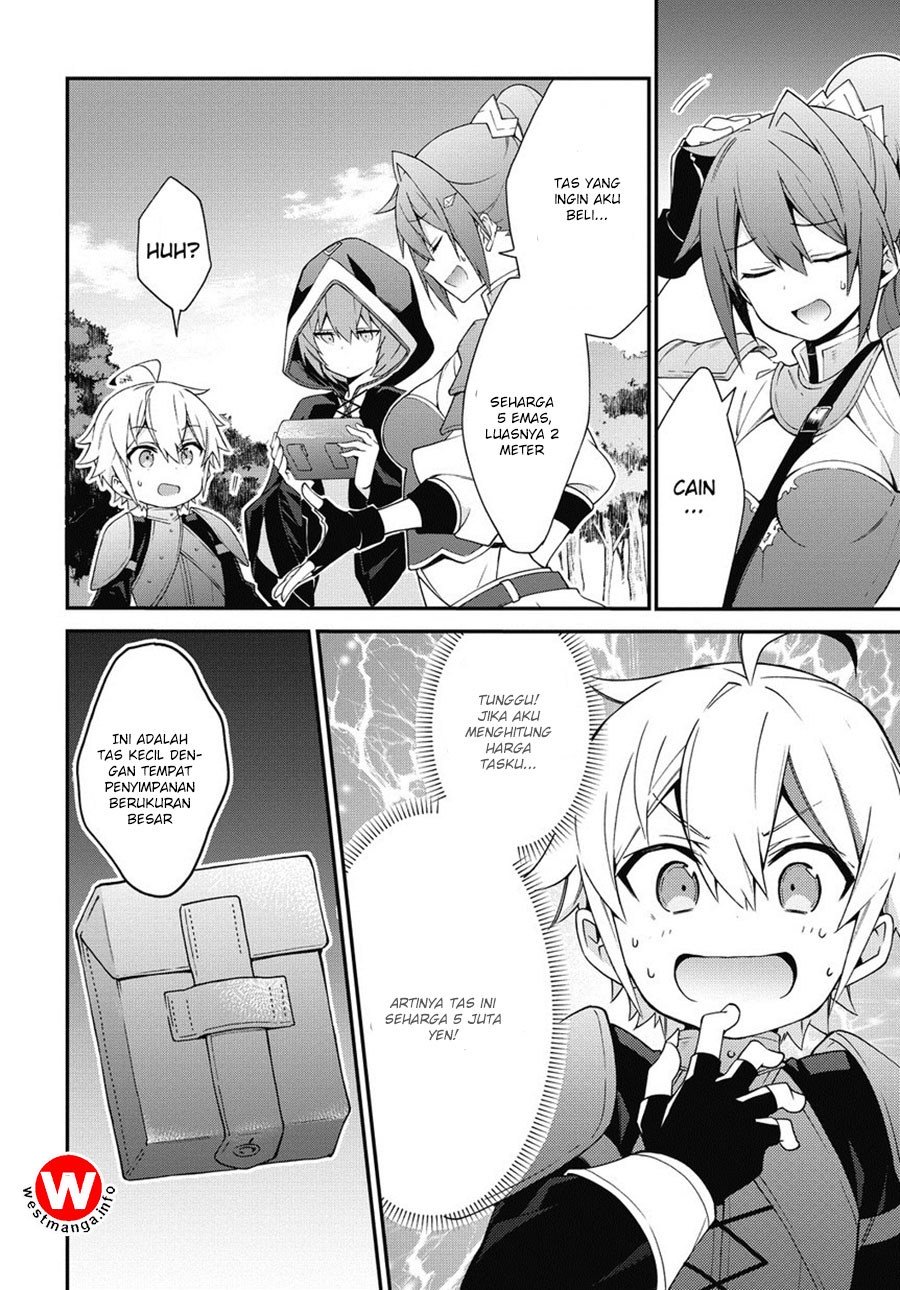 CAIN
...
TAS YANG
INGIN AKU
BELI...
SEHARGA
5 EMAS,
LUASNYA 2
METER
HUH?
TUNGGU!
JIKA AKU
MENGHITUNG
HARGA
TASKU...
ARTINYA TAS INI
SEHARGA 5 JUTA
YEN!
INI ADALAH
TAS KECIL DEN-
GAN TEMPAT
PENYIMPANAN
BERUKURAN
BESAR
W
westmanga.info